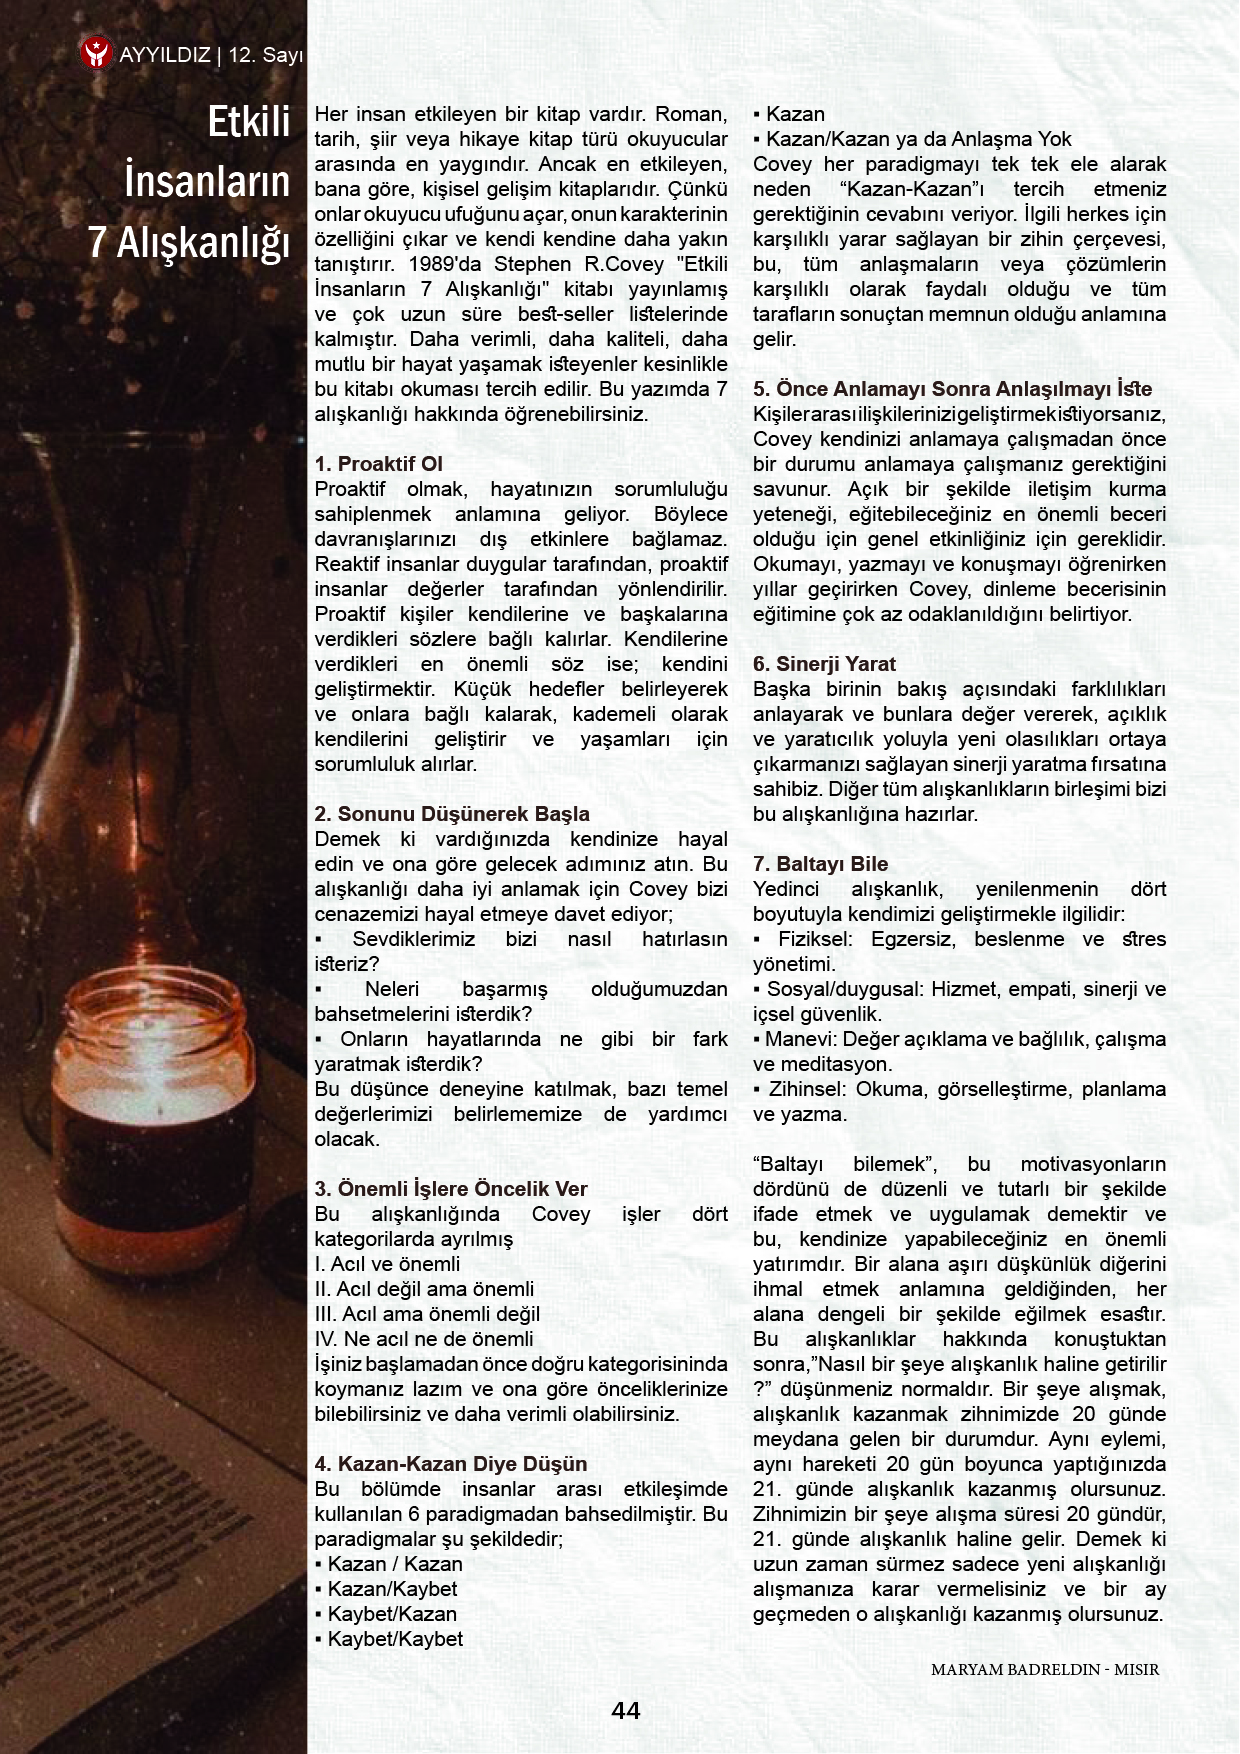 AYYILDIZ | 12. Sayı
Etkili
İnsanların
7 Alışkanlığı
Her insan etkileyen bir kitap vardır. Roman,
tarih, şiir veya hikaye kitap türü okuyucular
arasında en yaygındır. Ancak en etkileyen,
bana göre, kişisel gelişim kitaplarıdır. Çünkü
onlar okuyucu ufuğunu açar, onun karakterinin
özelliğini çıkar ve kendi kendine daha yakın
tanıştırır. 1989'da Stephen R.Covey "Etkili
İnsanların 7 Alışkanlığı" kitabı yayınlamış
ve çok uzun süre best-seller listelerinde
kalmıştır. Daha verimli, daha kaliteli, daha
mutlu bir hayat yaşamak isteyenler kesinlikle
bu kitabı okuması tercih edilir. Bu yazımda 7
alışkanlığı hakkında öğrenebilirsiniz.
1. Proaktif Ol
Proaktif olmak, hayatınızın sorumluluğu
sahiplenmek anlamına geliyor. Böylece
davranışlarınızı dış etkinlere bağlamaz.
Reaktif insanlar duygular tarafından, proaktif
insanlar değerler tarafından yönlendirilir.
Proaktif kişiler kendilerine ve başkalarına
verdikleri sözlere bağlı kalırlar. Kendilerine
verdikleri en önemli söz ise; kendini
geliştirmektir. Küçük hedefler belirleyerek
ve onlara bağlı kalarak, kademeli olarak
kendilerini geliştirir ve yaşamları için
sorumluluk alırlar.
2. Sonunu Düşünerek Başla
Demek ki vardığınızda kendinize hayal
edin ve ona göre gelecek adımınız atın. Bu
alışkanlığı daha iyi anlamak için Covey bizi
cenazemizi hayal etmeye davet ediyor;
▪ Sevdiklerimiz bizi nasıl hatırlasın
isteriz?
▪ Neleri başarmış olduğumuzdan
bahsetmelerini isterdik?
▪ Onların hayatlarında ne gibi bir fark
yaratmak isterdik?
Bu düşünce deneyine katılmak, bazı temel
değerlerimizi belirlememize de yardımcı
olacak.
3. Önemli İşlere Öncelik Ver
Bu alışkanlığında Covey işler dört
kategorilarda ayrılmış
I. Acıl ve önemli
II. Acıl değil ama önemli
III. Acıl ama önemli değil
IV. Ne acıl ne de önemli
İşiniz başlamadan önce doğru kategorisininda
koymanız lazım ve ona göre önceliklerinize
bilebilirsiniz ve daha verimli olabilirsiniz.
4. Kazan-Kazan Diye Düşün
Bu bölümde insanlar arası etkileşimde
kullanılan 6 paradigmadan bahsedilmiştir. Bu
paradigmalar şu şekildedir;
▪ Kazan / Kazan
▪ Kazan/Kaybet
▪ Kaybet/Kazan
▪ Kaybet/Kaybet
▪ Kazan
▪ Kazan/Kazan ya da Anlaşma Yok
Covey her paradigmayı tek tek ele alarak
neden “Kazan-Kazan”ı tercih etmeniz
gerektiğinin cevabını veriyor. İlgili herkes için
karşılıklı yarar sağlayan bir zihin çerçevesi,
bu, tüm anlaşmaların veya çözümlerin
karşılıklı olarak faydalı olduğu ve tüm
tarafların sonuçtan memnun olduğu anlamına
gelir.
5. Önce Anlamayı Sonra Anlaşılmayı İste
Kişiler arası ilişkilerinizi geliştirmek istiyorsanız,
Covey kendinizi anlamaya çalışmadan önce
bir durumu anlamaya çalışmanız gerektiğini
savunur. Açık bir şekilde iletişim kurma
yeteneği, eğitebileceğiniz en önemli beceri
olduğu için genel etkinliğiniz için gereklidir.
Okumayı, yazmayı ve konuşmayı öğrenirken
yıllar geçirirken Covey, dinleme becerisinin
eğitimine çok az odaklanıldığını belirtiyor.
6. Sinerji Yarat
Başka birinin bakış açısındaki farklılıkları
anlayarak ve bunlara değer vererek, açıklık
ve yaratıcılık yoluyla yeni olasılıkları ortaya
çıkarmanızı sağlayan sinerji yaratma fırsatına
sahibiz. Diğer tüm alışkanlıkların birleşimi bizi
bu alışkanlığına hazırlar.
7. Baltayı Bile
Yedinci alışkanlık, yenilenmenin dört
boyutuyla kendimizi geliştirmekle ilgilidir:
▪ Fiziksel: Egzersiz, beslenme ve stres
yönetimi.
▪ Sosyal/duygusal: Hizmet, empati, sinerji ve
içsel güvenlik.
▪ Manevi: Değer açıklama ve bağlılık, çalışma
ve meditasyon.
▪ Zihinsel: Okuma, görselleştirme, planlama
ve yazma.
“Baltayı bilemek”, bu motivasyonların
dördünü de düzenli ve tutarlı bir şekilde
ifade etmek ve uygulamak demektir ve
bu, kendinize yapabileceğiniz en önemli
yatırımdır. Bir alana aşırı düşkünlük diğerini
ihmal etmek anlamına geldiğinden, her
alana dengeli bir şekilde eğilmek esastır.
Bu alışkanlıklar hakkında konuştuktan
sonra,”Nasıl bir şeye alışkanlık haline getirilir
?” düşünmeniz normaldır. Bir şeye alışmak,
alışkanlık kazanmak zihnimizde 20 günde
meydana gelen bir durumdur. Aynı eylemi,
aynı hareketi 20 gün boyunca yaptığınızda
21. günde alışkanlık kazanmış olursunuz.
Zihnimizin bir şeye alışma süresi 20 gündür,
21. günde alışkanlık haline gelir. Demek ki
uzun zaman sürmez sadece yeni alışkanlığı
alışmanıza karar vermelisiniz ve bir ay
geçmeden o alışkanlığı kazanmış olursunuz.
MARYAM BADRELDIN - MISIR
44